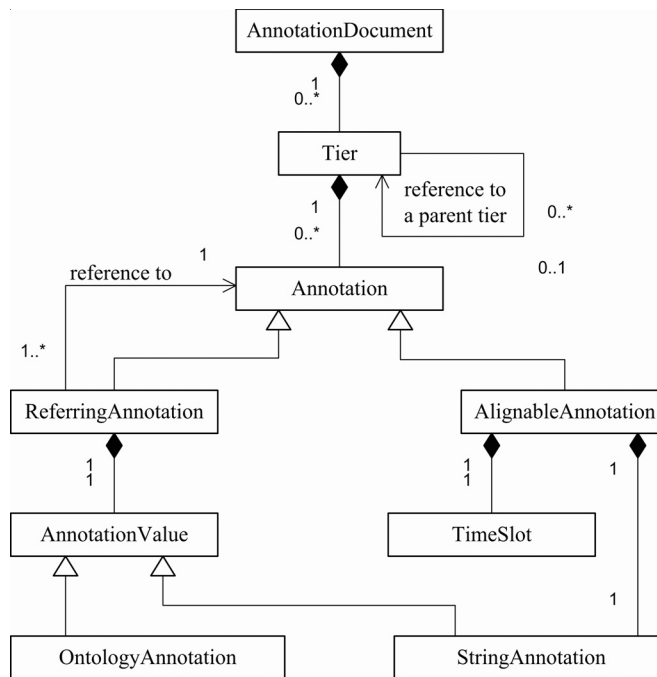 AnnotationDocument
1
0..*
Tier
reference to
a parent tier
1
0..*
0..*
0..1
1
reference to
Annotation
1..*
ReferringAnnotation
AlignableAnnotation
1
1
1
1
1
AnnotationValue
TimeSlot
1
OntologyAnnotation
StringAnnotation